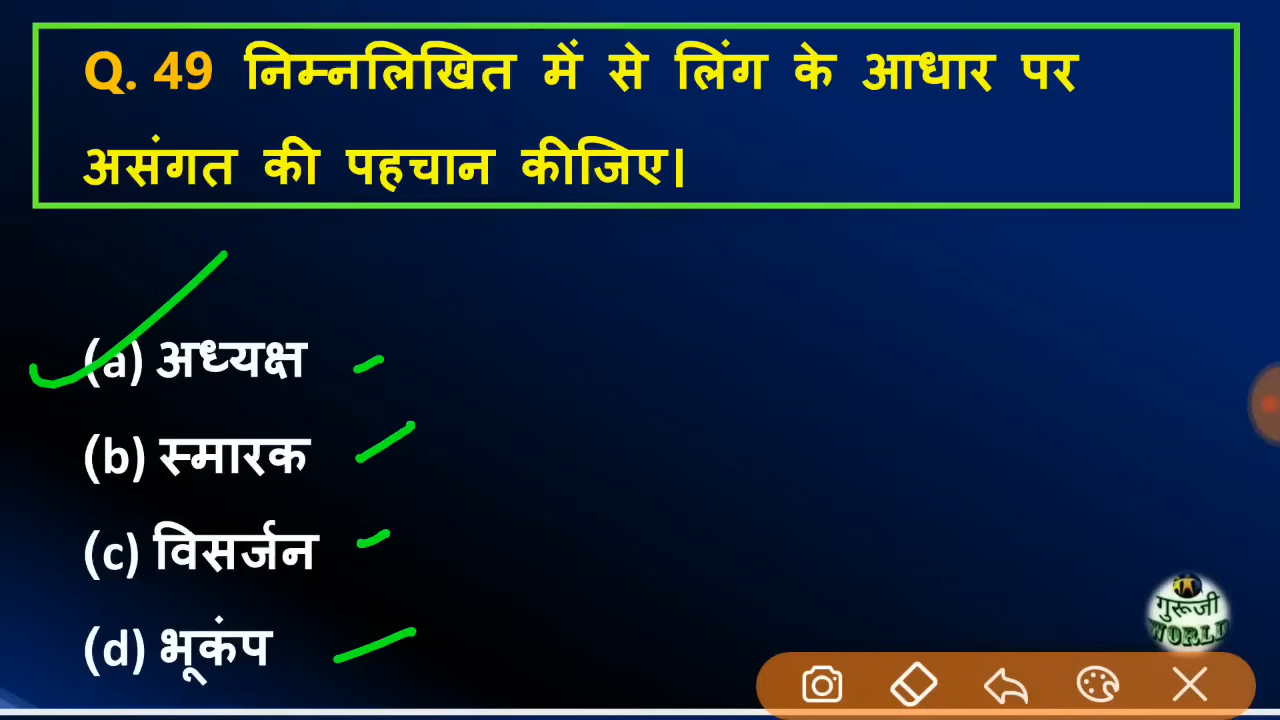 Q. 49 निम्नलिखित में से लिंग के आधार पर
असंगत की पहचान कीजिए।
(a) अध्यक्ष
(b) स्मारक
(c) विसर्जन
(d) भूकंप
गुरूजी
WORLD